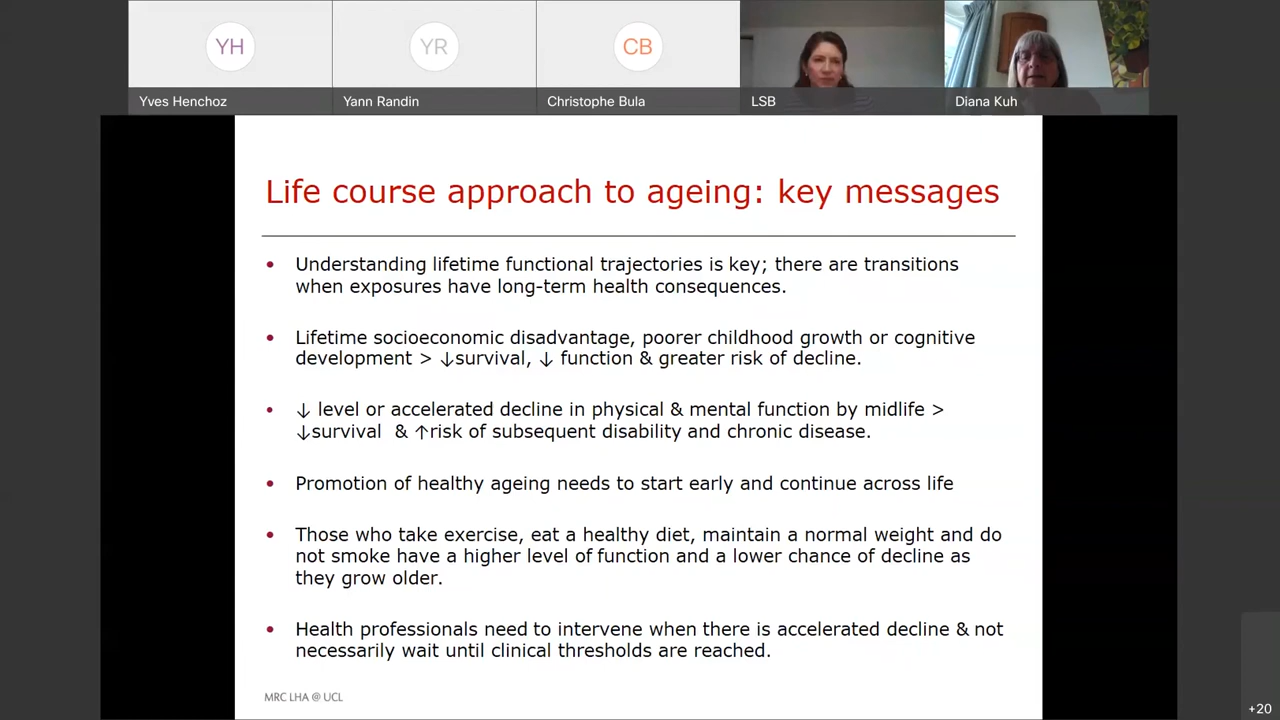 YH
YR
CB
Yves Henchoz
Yann Randin
Christophe Bula
LSB
Diana Kuh
Life course approach to ageing: key messages
• Understanding lifetime functional trajectories is key; there are transitions
when exposures have long-term health consequences.
• Lifetime socioeconomic disadvantage, poorer childhood growth or cognitive
development > ↓survival, ↓ function & greater risk of decline.
• ↓ level or accelerated decline in physical & mental function by midlife >
↓survival & ↑risk of subsequent disability and chronic disease.
• Promotion of healthy ageing needs to start early and continue across life
• Those who take exercise, eat a healthy diet, maintain a normal weight and do
not smoke have a higher level of function and a lower chance of decline as
they grow older.
• Health professionals need to intervene when there is accelerated decline & not
necessarily wait until clinical thresholds are reached.
MRC LHA @ UCL
+20